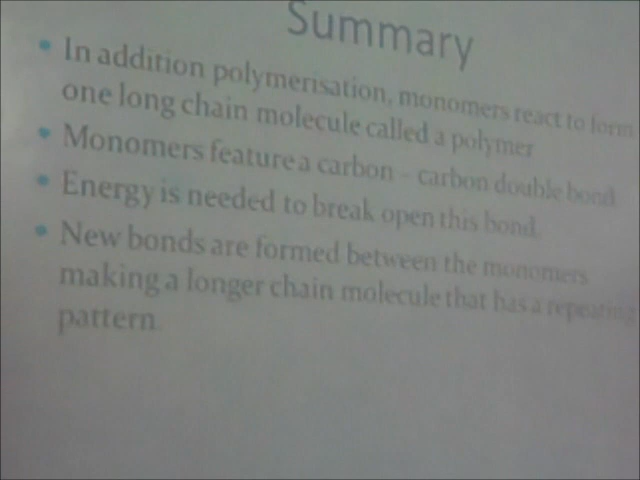 Summary
• In addition polymerisation, monomers react to form
one long chain molecule called a polymer
• Monomers feature a carbon – carbon double bond
• Energy is needed to break open this bond.
• New bonds are formed between the monomers
making a longer chain molecule that has a repeating
pattern.